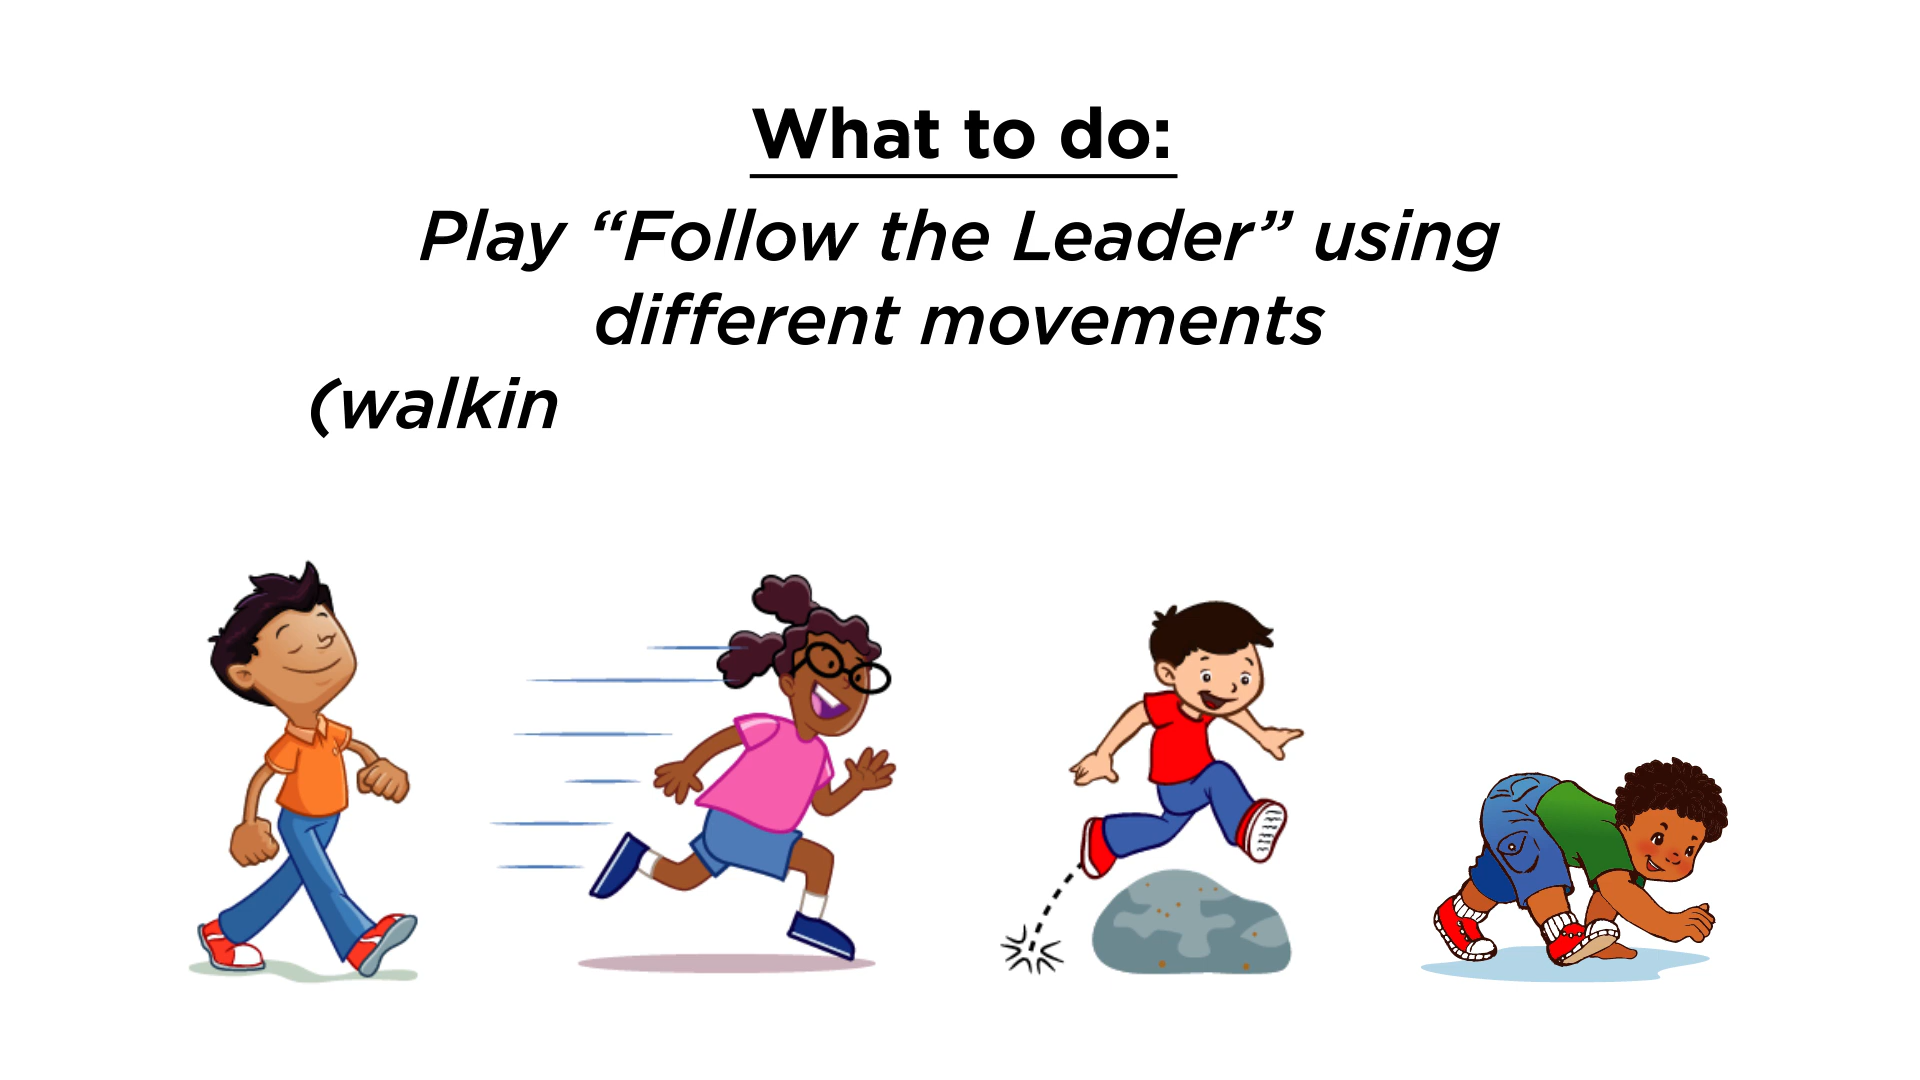 What to do:
Play “Follow the Leader” using
different movements
(walkin